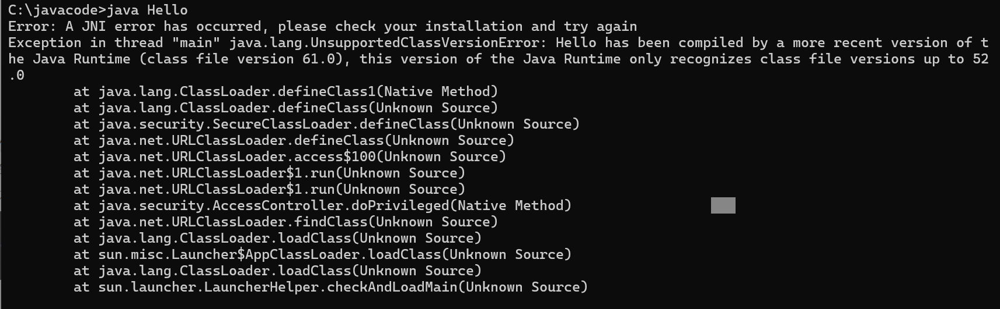 C:\javacode>java Hello
Error: A JNI error has occurred, please check your installation and try again
Exception in thread "main" java.lang.UnsupportedClassVersionError: Hello has been compiled by a more recent version of t
he Java Runtime (class file version 61.0), this version of the Java Runtime only recognizes class file versions up to 52
.0
        at java.lang.ClassLoader.defineClass1(Native Method)
        at java.lang.ClassLoader.defineClass(Unknown Source)
        at java.security.SecureClassLoader.defineClass(Unknown Source)
        at java.net.URLClassLoader.defineClass(Unknown Source)
        at java.net.URLClassLoader.access$100(Unknown Source)
        at java.net.URLClassLoader$1.run(Unknown Source)
        at java.net.URLClassLoader$1.run(Unknown Source)
        at java.security.AccessController.doPrivileged(Native Method)
        at java.net.URLClassLoader.findClass(Unknown Source)
        at java.lang.ClassLoader.loadClass(Unknown Source)
        at sun.misc.Launcher$AppClassLoader.loadClass(Unknown Source)
        at java.lang.ClassLoader.loadClass(Unknown Source)
        at sun.launcher.LauncherHelper.checkAndLoadMain(Unknown Source)